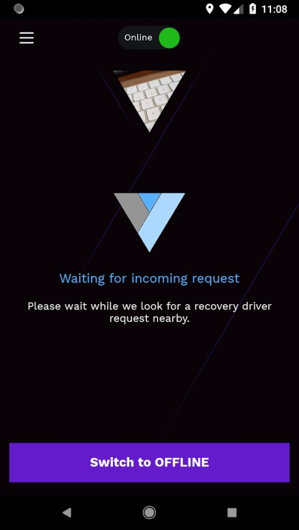 11:08
Online
Waiting for incoming request
Please wait while we look for a recovery driver
request nearby.
Switch to OFFLINE